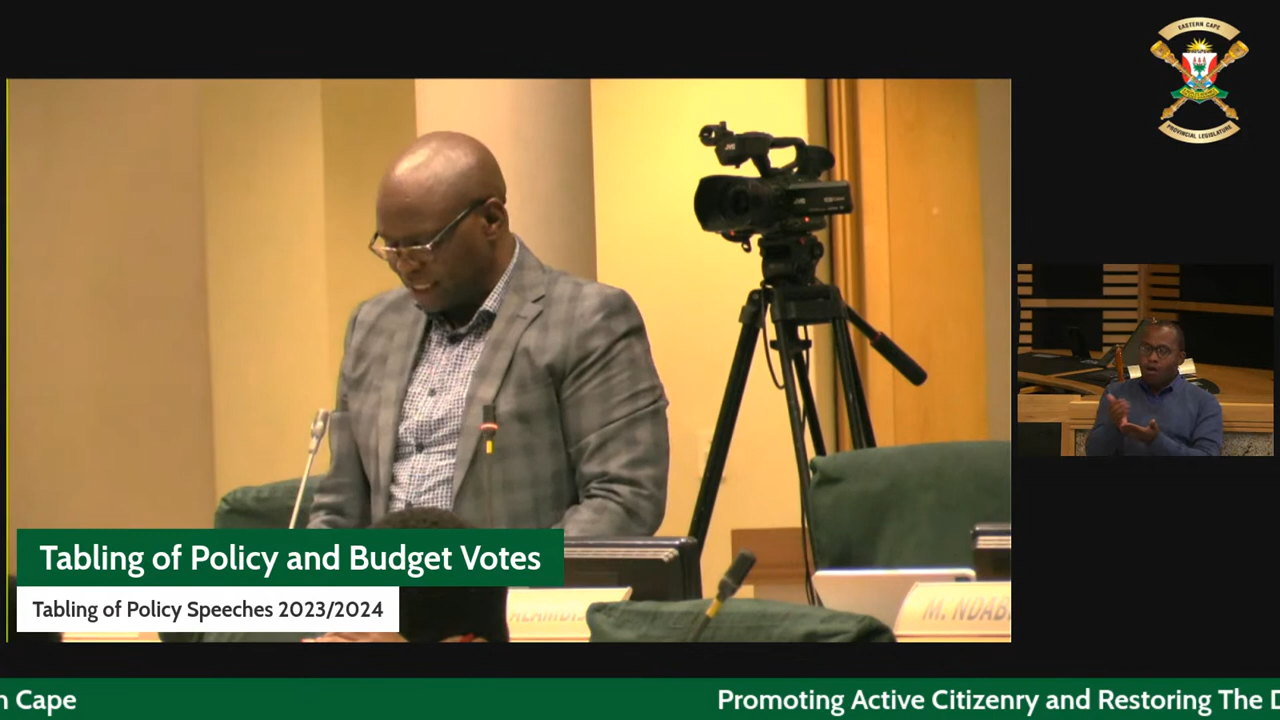 EASTERN CAPE
PROVINCIAL LEGISLATURE
JVC
JVC
Tabling of Policy and Budget Votes
Tabling of Policy Speeches 2023/2024
M. NDAB
n Cape
Promoting Active Citizenry and Restoring The D